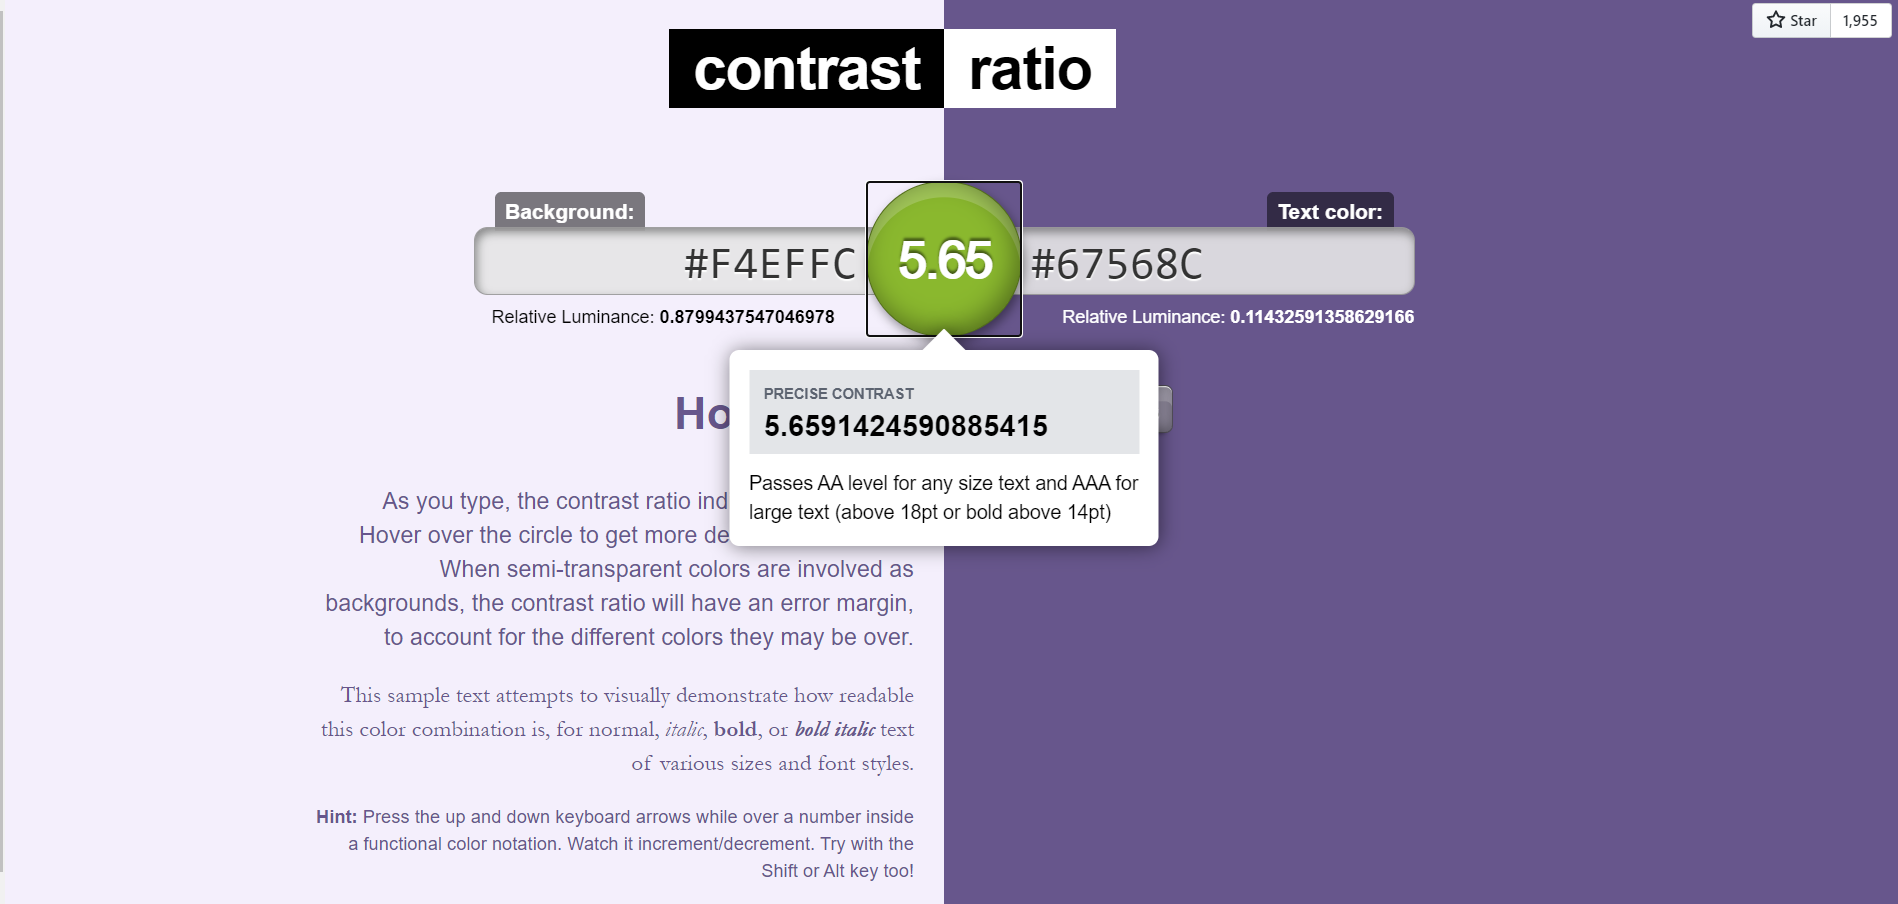 Star 1,955
contrast ratio
Background:
Text color:
#F4EFFC 5.65 #67568C
Relative Luminance: 0.8799437547046978
Relative Luminance: 0.11432591358629166
PRECISE CONTRAST
5.6591424590885415
Passes AA level for any size text and AAA for
large text (above 18pt or bold above 14pt)
As you type, the contrast ratio
Hover over the circle to get more
When semi-transparent colors are involved as
backgrounds, the contrast ratio will have an error margin,
to account for the different colors they may be over.
This sample text attempts to visually demonstrate how readable
this color combination is, for normal, italic, bold, or bold italic text
of various sizes and font styles.
Hint: Press the up and down keyboard arrows while over a number inside
a functional color notation. Watch it increment/decrement. Try with the
Shift or Alt key too!